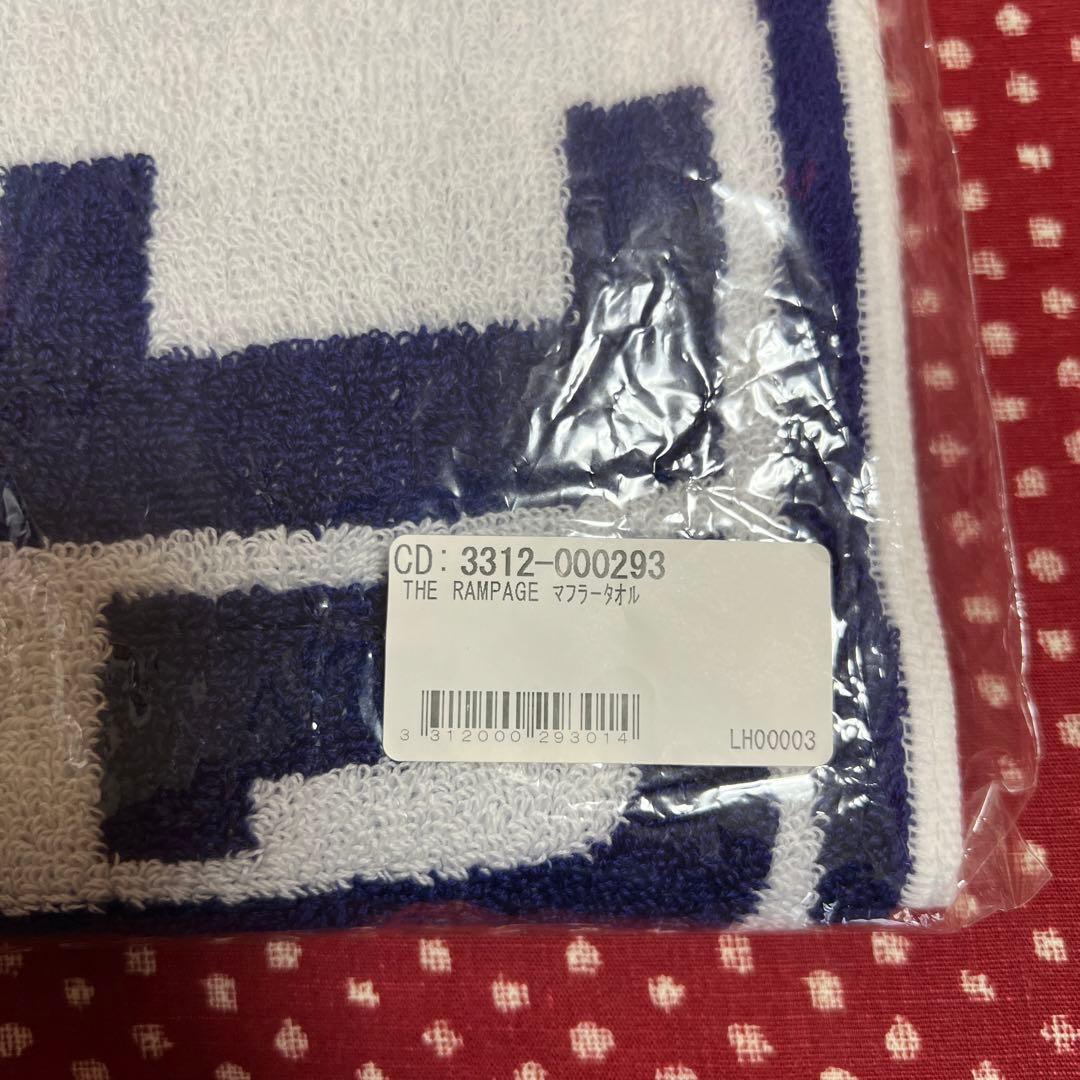 CD: 3312-000293
THE RAMPAGE ﾏﾌﾗｰﾀｵﾙ
3 312000 293014
LH00003